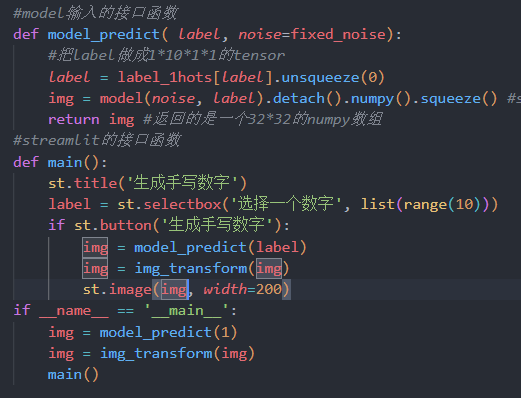 #model输入的接口函数
def model_predict( label, noise=fixed_noise):
    #把label做成1*10*1*1的tensor
    label = label_1hots[label].unsqueeze(0)
    img = model(noise, label).detach().numpy().squeeze() #s
    return img #返回的是一个32*32的numpy数组
#streamlit的接口函数
def main():
    st.title('生成手写数字')
    label = st.selectbox('选择一个数字', list(range(10)))
    if st.button('生成手写数字'):
        img = model_predict(label)
        img = img_transform(img)
        st.image(img, width=200)
if __name__ == '__main__':
    img = model_predict(1)
    img = img_transform(img)
    main()